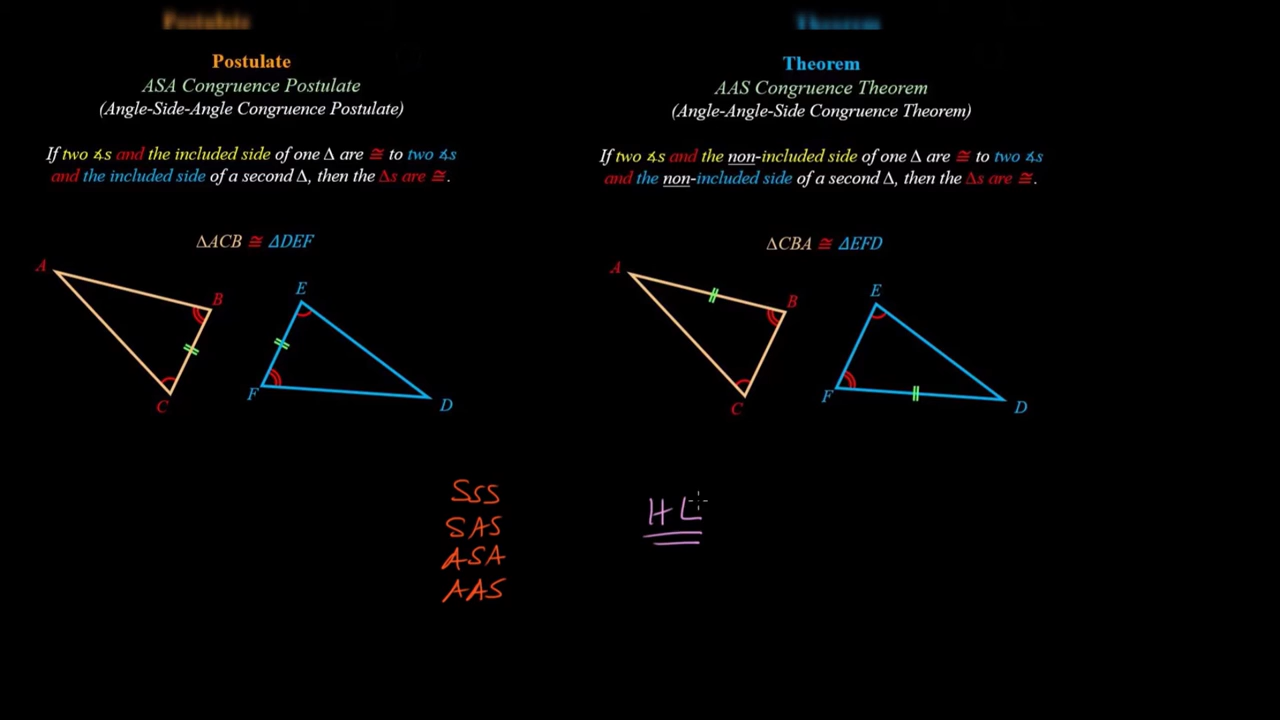 Postulate
Postulate
ASA Congruence Postulate
(Angle-Side-Angle Congruence Postulate)
If two ∡s and the included side of one Δ are ≅ to two ∡s
and the included side of a second Δ, then the Δs are ≅.
ΔACB ≅ ΔDEF
A
B
C
E
F
D
Theorem
Theorem
AAS Congruence Theorem
(Angle-Angle-Side Congruence Theorem)
If two ∡s and the non-included side of one Δ are ≅ to two ∡s
and the non-included side of a second Δ, then the Δs are ≅.
ΔCBA ≅ ΔEFD
A
B
C
E
F
D
SSS
SAS
ASA
AAS
HL